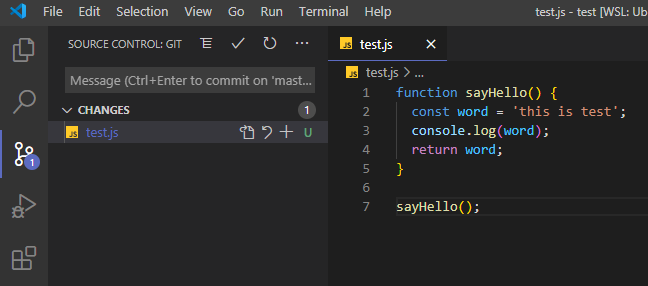 File Edit Selection View Go Run Terminal Help
test.js - test [WSL: Ub
SOURCE CONTROL: GIT
Message (Ctrl+Enter to commit on 'mast...
CHANGES 1
JS test.js U
1
JS test.js
JS test.js > ...
1 function sayHello() {
2 const word = 'this is test';
3 console.log(word);
4 return word;
5 }
6
7 sayHello();